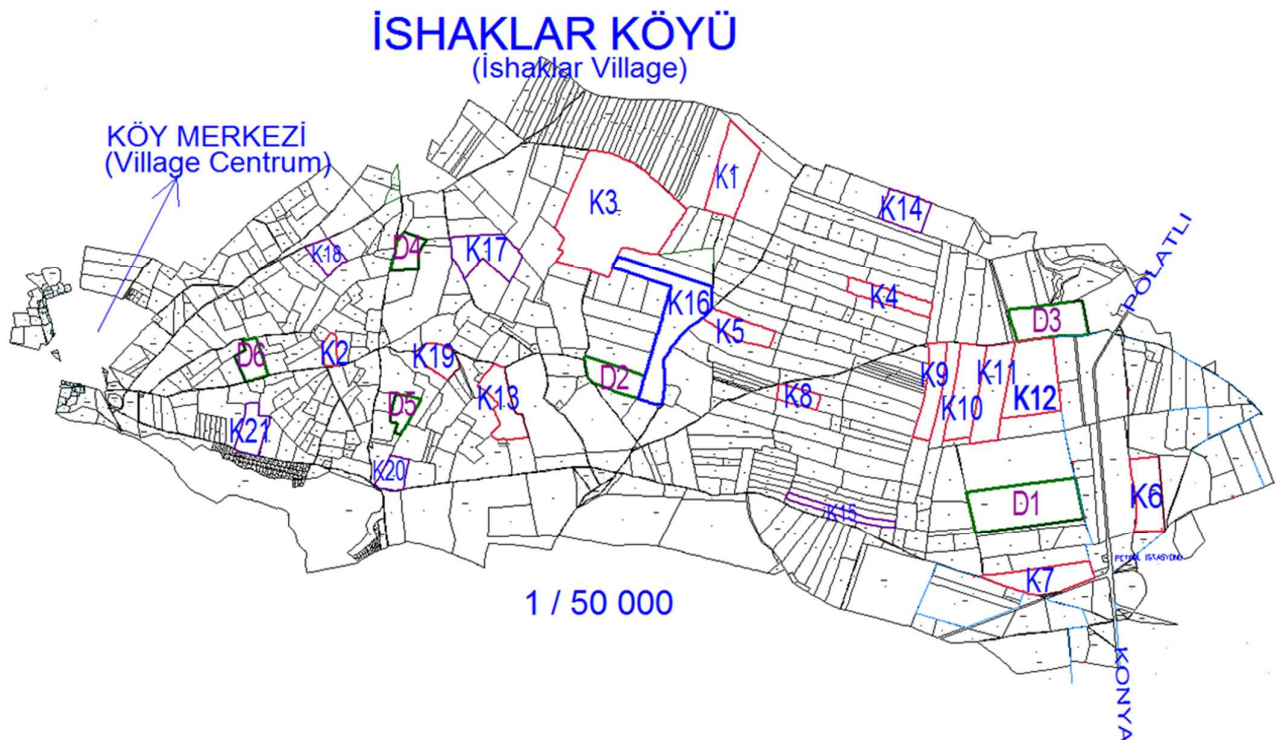 İSHAKLAR KÖYÜ
(İshaklar Village)
KÖY MERKEZİ
(Village Centrum)
K1
K3
K14
K18
D4
K17
K16
K4
K5
D3
POLATLI
D6
K2
K19
D2
K13
K8
K9
K10
K11
K12
D5
K21
K20
K15
D1
K6
PETROL İSTASYONU
K7
1 / 50 000
KONYA